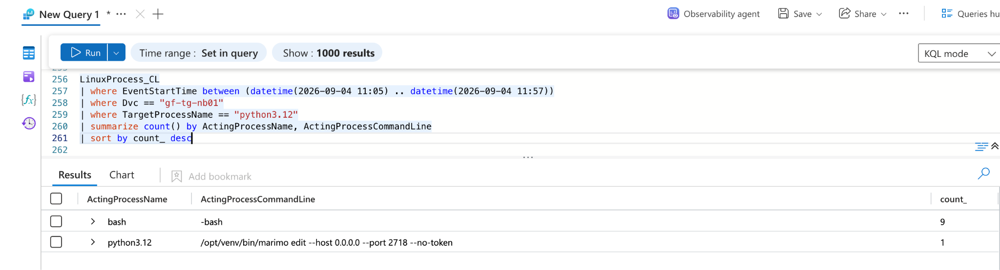 New Query 1 * ···
Observability agent
Save
Share
···
Queries hu
Run
Time range : Set in query
Show : 1000 results
KQL mode
255
256 LinuxProcess_CL
257 | where EventStartTime between (datetime(2026-09-04 11:05) .. datetime(2026-09-04 11:57))
258 | where Dvc == "gf-tg-nb01"
259 | where TargetProcessName == "python3.12"
260 | summarize count() by ActingProcessName, ActingProcessCommandLine
261 | sort by count_ desc
262
{fx}
Results
Chart
Add bookmark
ActingProcessName ActingProcessCommandLine count_
bash -bash 9
python3.12 /opt/venv/bin/marimo edit --host 0.0.0.0 --port 2718 --no-token 1